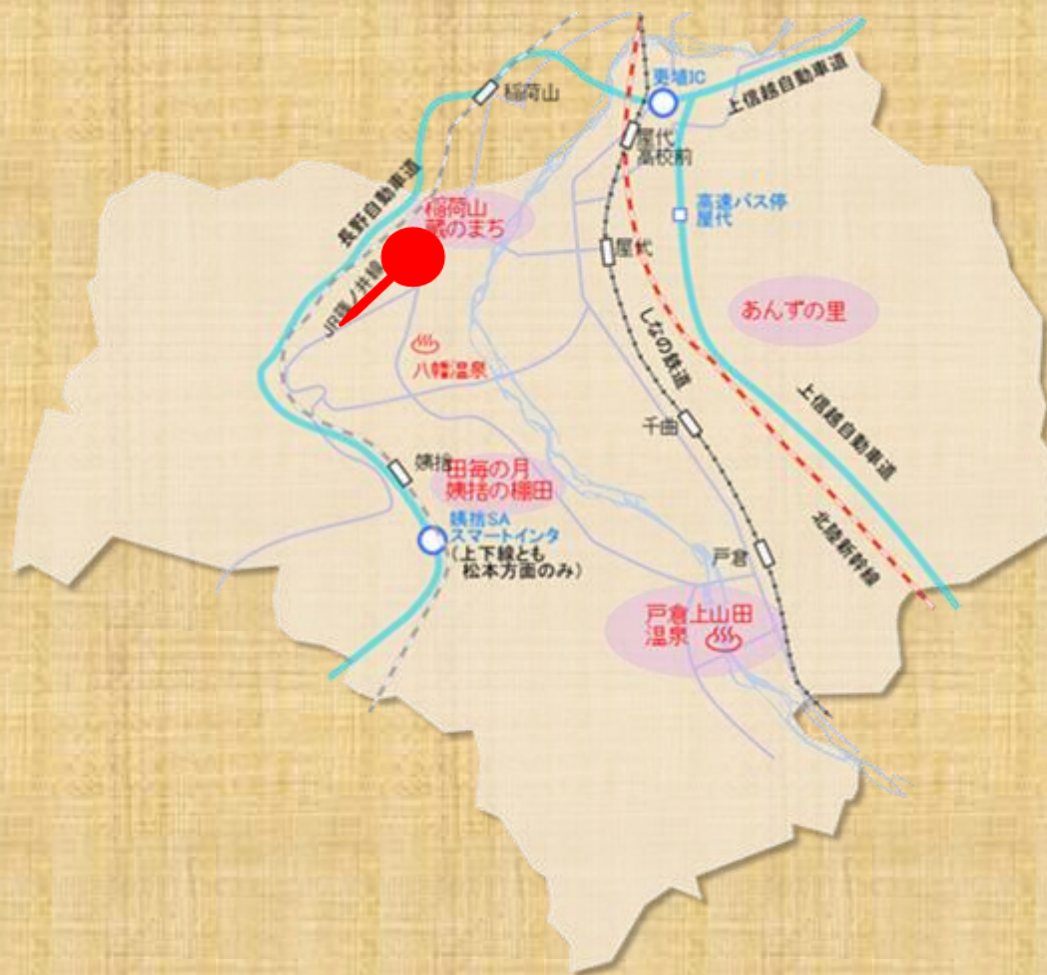 更埴IC
稲荷山
上信越自動車道
屋代
高校前
長野自動車道
稲荷山
蔵のまち
高速バス停
屋代
屋代
JR篠ノ井線
あんずの里
しなの鉄道
八幡温泉
上信越自動車道
千曲
姨捨
田毎の月
姨捨の棚田
姨捨SA
スマートインタ
(上下線とも
松本方面のみ)
北陸新幹線
戸倉
戸倉上山田
温泉